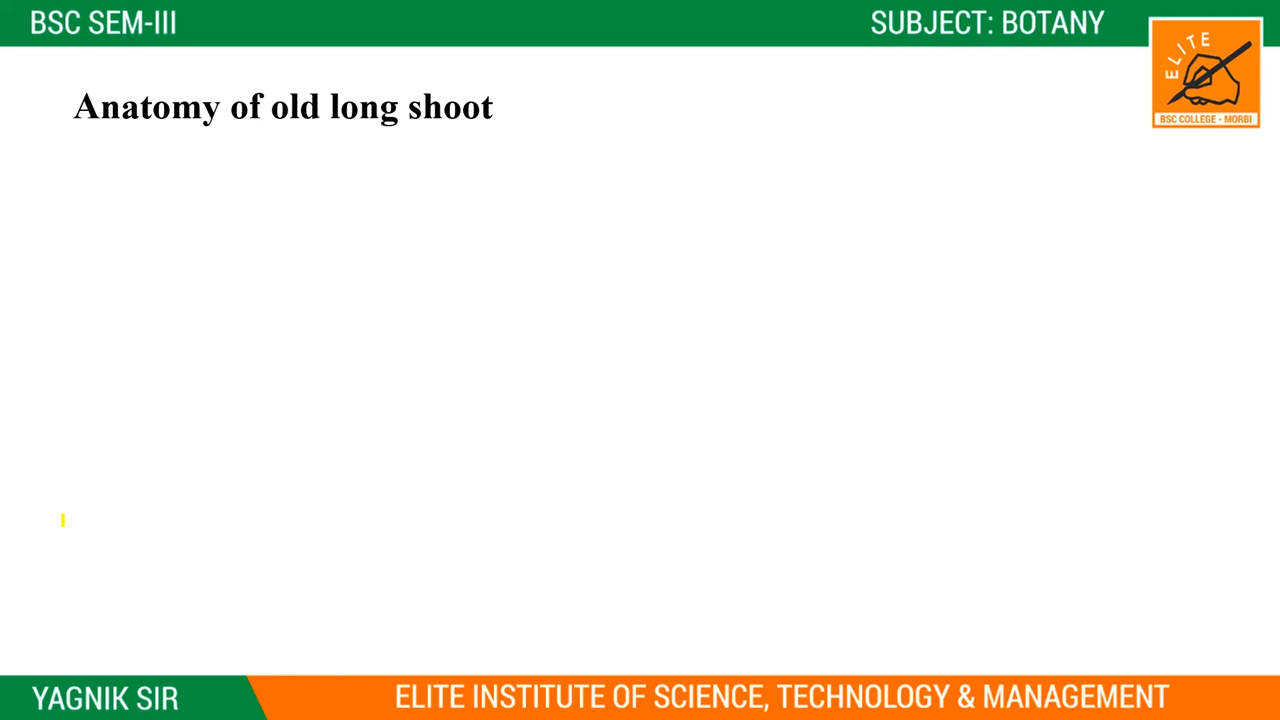 BSC SEM-III
SUBJECT: BOTANY
ELITE
BSC COLLEGE - MORBI
Anatomy of old long shoot
YAGNIK SIR
ELITE INSTITUTE OF SCIENCE, TECHNOLOGY & MANAGEMENT